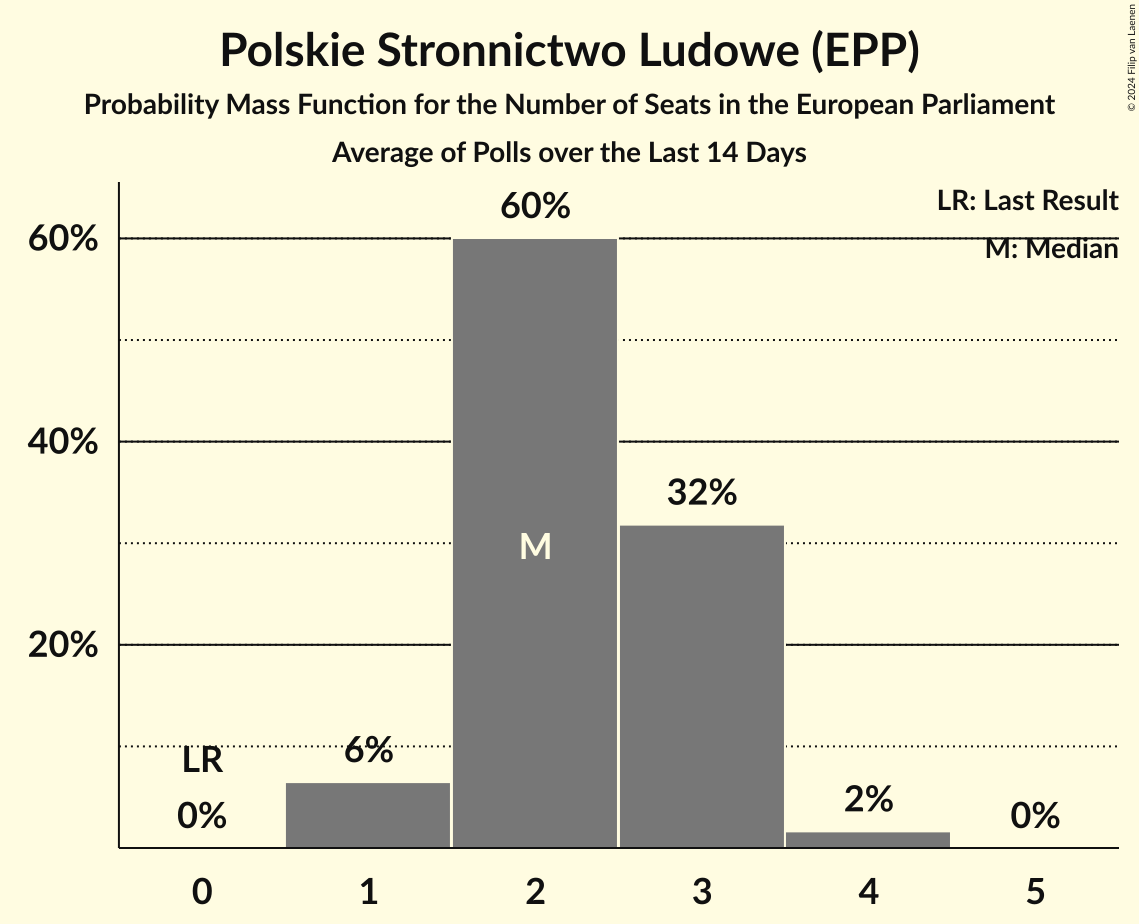 Polskie Stronnictwo Ludowe (EPP)
Probability Mass Function for the Number of Seats in the European Parliament
Average of Polls over the Last 14 Days
© 2024 Filip van Laenen
LR: Last Result
M: Median
60%
40%
20%
LR
0%
6%
60%
M
32%
2%
0%
0 1 2 3 4 5